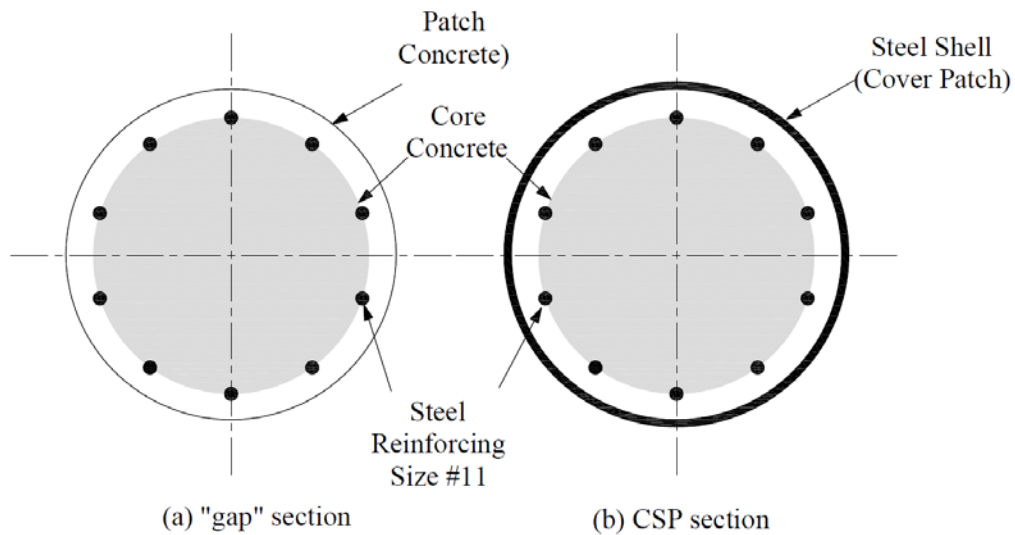 Patch
Concrete)
Steel Shell
(Cover Patch)
Core
Concrete
Steel
Reinforcing
Size #11
(a) "gap" section
(b) CSP section